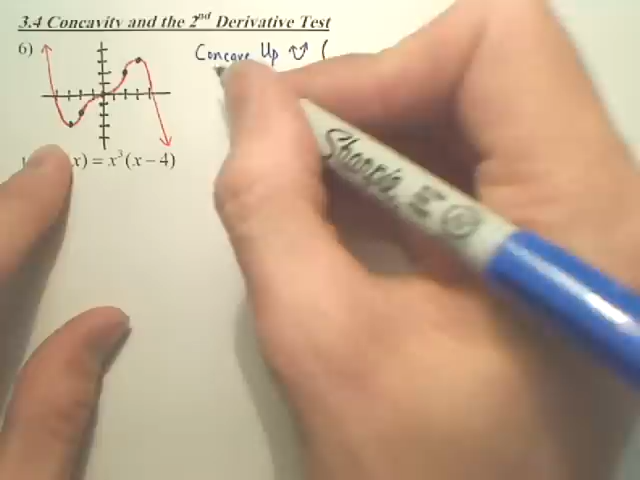 3.4 Concavity and the 2nd Derivative Test
6) Concave Up (
x) = x³(x – 4)
Sharpie